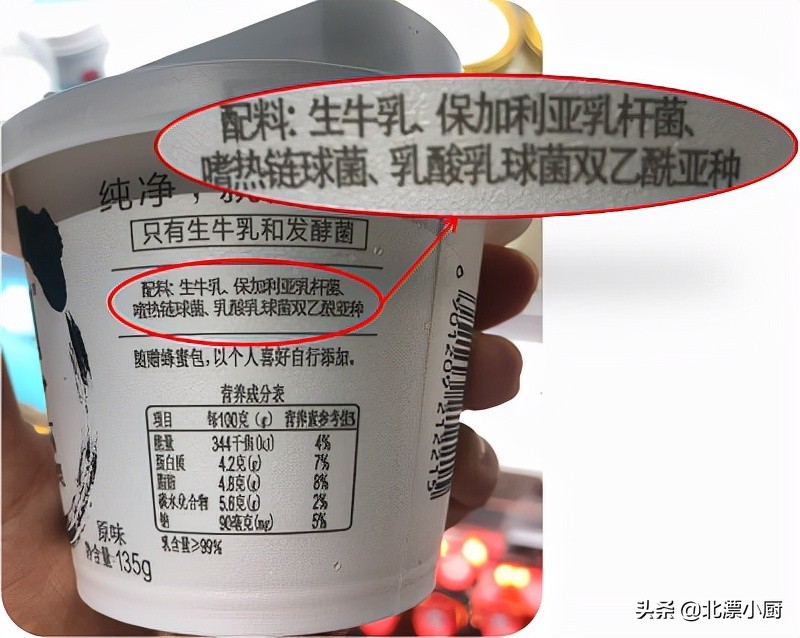 配料: 生牛乳、保加利亚乳杆菌、
嗜热链球菌、乳酸乳球菌双乙酰亚种
纯净,
只有生牛乳和发酵菌
配料: 生牛乳、保加利亚乳杆菌、
嗜热链球菌、乳酸乳球菌双乙酰亚种
随赠蜂蜜包,以个人喜好自行添加。
营养成分表
项目 每100克(g) 营养素参考值%
能量 344千焦(kJ) 4%
蛋白质 4.2克(g) 7%
脂肪 4.8克(g) 8%
碳水化合物 5.6克(g) 2%
钠 90毫克(mg) 5%
乳含量≥99%
原味
净含量:135g
头条 @北漂小厨